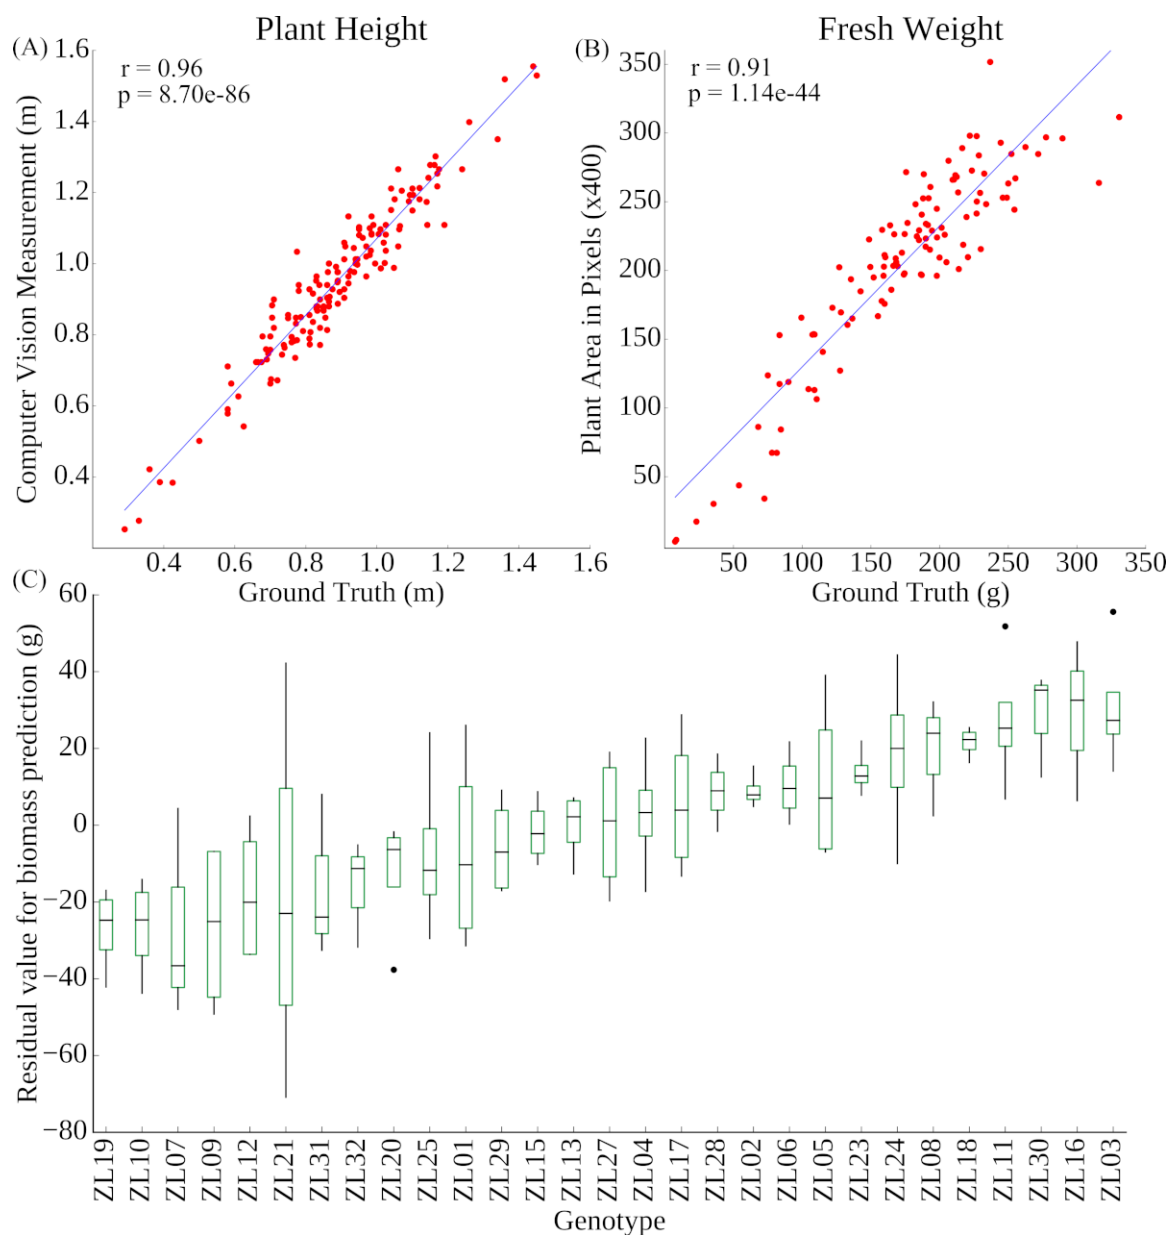 (A)
Plant Height
r = 0.96
p = 8.70e-86
Computer Vision Measurement (m)
1.6
1.4
1.2
1.0
0.8
0.6
0.4
0.4 0.6 0.8 1.0 1.2 1.4 1.6
Ground Truth (m)
(B)
Fresh Weight
r = 0.91
p = 1.14e-44
Plant Area in Pixels (x400)
350
300
250
200
150
100
50
50 100 150 200 250 300 350
Ground Truth (g)
(C)
Residual value for biomass prediction (g)
60
40
20
0
−20
−40
−60
−80
ZL19
ZL10
ZL07
ZL09
ZL12
ZL21
ZL31
ZL32
ZL20
ZL25
ZL01
ZL29
ZL15
ZL13
ZL27
ZL04
ZL17
ZL28
ZL02
ZL06
ZL05
ZL23
ZL24
ZL08
ZL18
ZL11
ZL30
ZL16
ZL03
Genotype